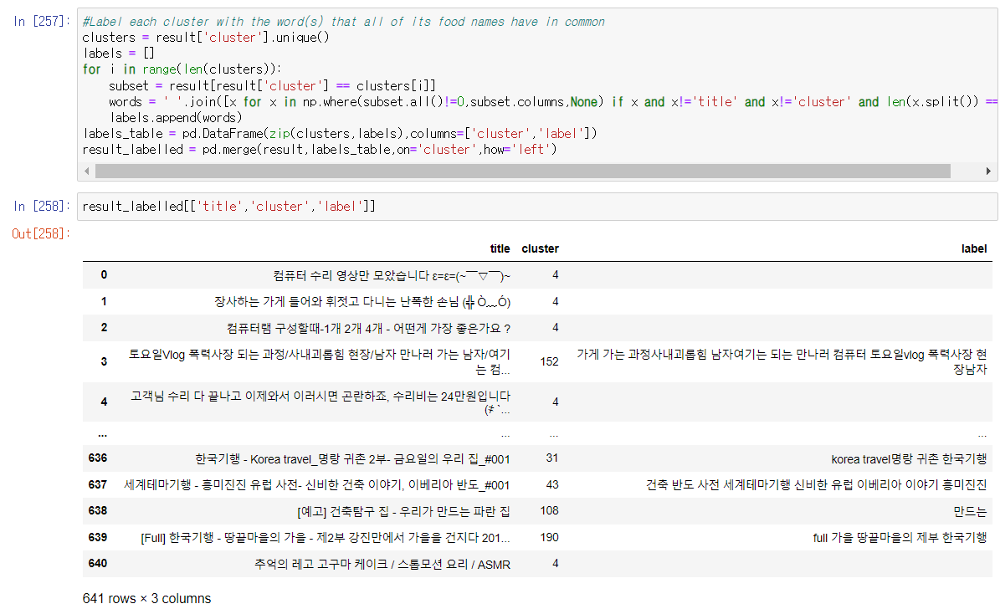 In [257]:
#Label each cluster with the word(s) that all of its food names have in common
clusters = result['cluster'].unique()
labels = []
for i in range(len(clusters)):
    subset = result[result['cluster'] == clusters[i]]
    words = ' '.join([x for x in np.where(subset.all()!=0,subset.columns,None) if x and x!='title' and x!='cluster' and len(x.split()) ==
    labels.append(words)
labels_table = pd.DataFrame(zip(clusters,labels),columns=['cluster','label'])
result_labelled = pd.merge(result,labels_table,on='cluster',how='left')
In [258]: result_labelled[['title','cluster','label']]
Out[258]:
title cluster label
0 컴퓨터 수리 영상만 모았습니다 ε=ε=(~￣▽￣)~ 4
1 장사하는 가게 들어와 휘젓고 다니는 난폭한 손님 (╬ Ò﹏Ó) 4
2 컴퓨터램 구성할때-1개 2개 4개 - 어떤게 가장 좋은가요 ? 4
3 토요일Vlog 폭력사장 되는 과정/사내괴롭힘 현장/남자 만나러 가는 남자/여기는 컴... 152 가게 가는 과정사내괴롭힘 남자여기는 되는 만나러 컴퓨터 토요일vlog 폭력사장 현장남자
4 고객님 수리 다 끝나고 이제와서 이러시면 곤란하죠, 수리비는 24만원입니다 (≠ `... 4
... ... ... ...
636 한국기행 - Korea travel_명랑 귀촌 2부- 금요일의 우리 집_#001 31 korea travel명랑 귀촌 한국기행
637 세계테마기행 - 흥미진진 유럽 사전- 신비한 건축 이야기, 이베리아 반도_#001 43 건축 반도 사전 세계테마기행 신비한 유럽 이베리아 이야기 흥미진진
638 [예고] 건축탐구 집 - 우리가 만드는 파란 집 108 만드는
639 [Full] 한국기행 - 땅끝마을의 가을 - 제2부 강진만에서 가을을 건지다 201... 190 full 가을 땅끝마을의 제부 한국기행
640 추억의 레고 고구마 케이크 / 스톱모션 요리 / ASMR 4
641 rows × 3 columns